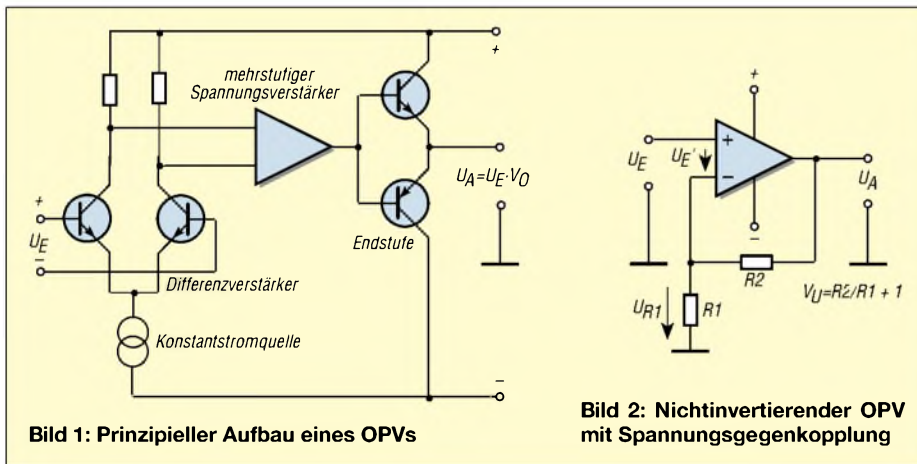 +
mehrstufiger
Spannungsverstärker
U_A=U_E·V_O
+
U_E
−
Endstufe
Differenzverstärker
Konstantstromquelle
−
Bild 1: Prinzipieller Aufbau eines OPVs
+
U_E
U_E'
+
−
U_A
−
R2
U_R1
R1
V_U=R2/R1 + 1
Bild 2: Nichtinvertierender OPV
mit Spannungsgegenkopplung